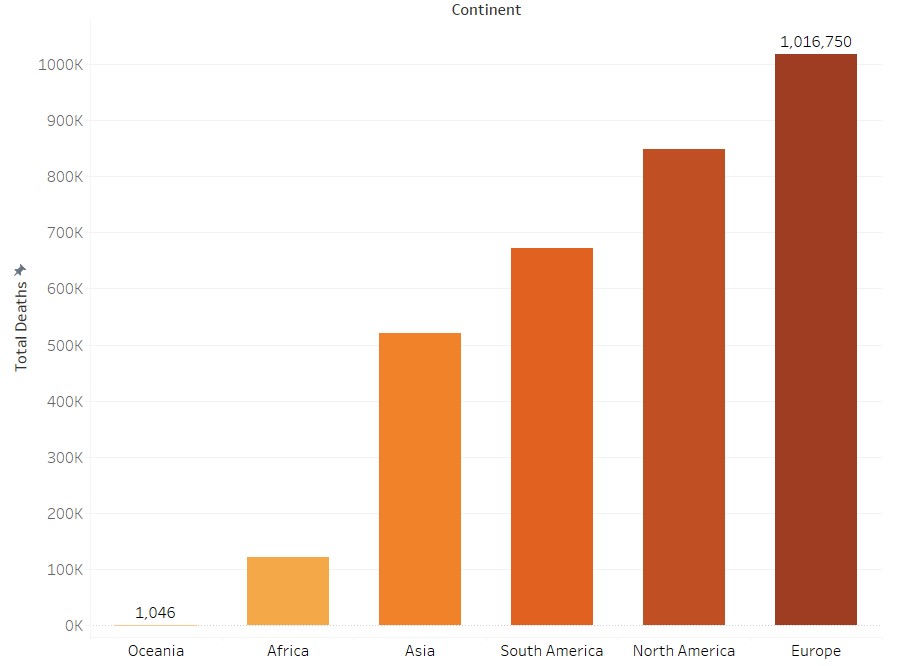 Continent
1,016,750
1000K
900K
800K
700K
600K
500K
400K
300K
200K
100K
0K
Total Deaths
1,046
Oceania Africa Asia South America North America Europe